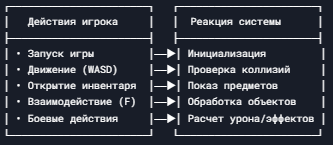 Действия игрока
Реакция системы
• Запуск игры
Инициализация
• Движение (WASD)
Проверка коллизий
• Открытие инвентаря
Показ предметов
• Взаимодействие (F)
Обработка объектов
• Боевые действия
Расчет урона/эффектов